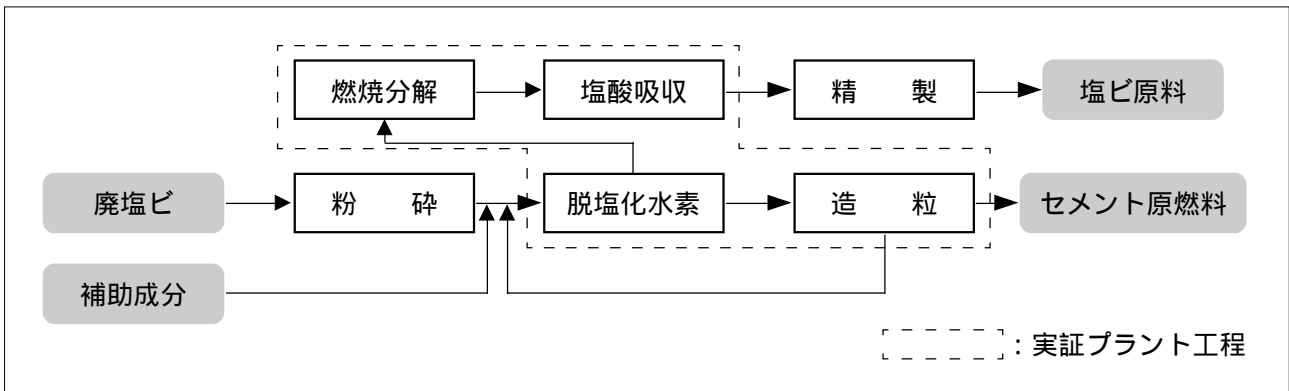 燃焼分解 塩酸吸収 精 製 塩ビ原料
廃塩ビ 粉 砕 脱塩化水素 造 粒 セメント原燃料
補助成分
：実証プラント工程